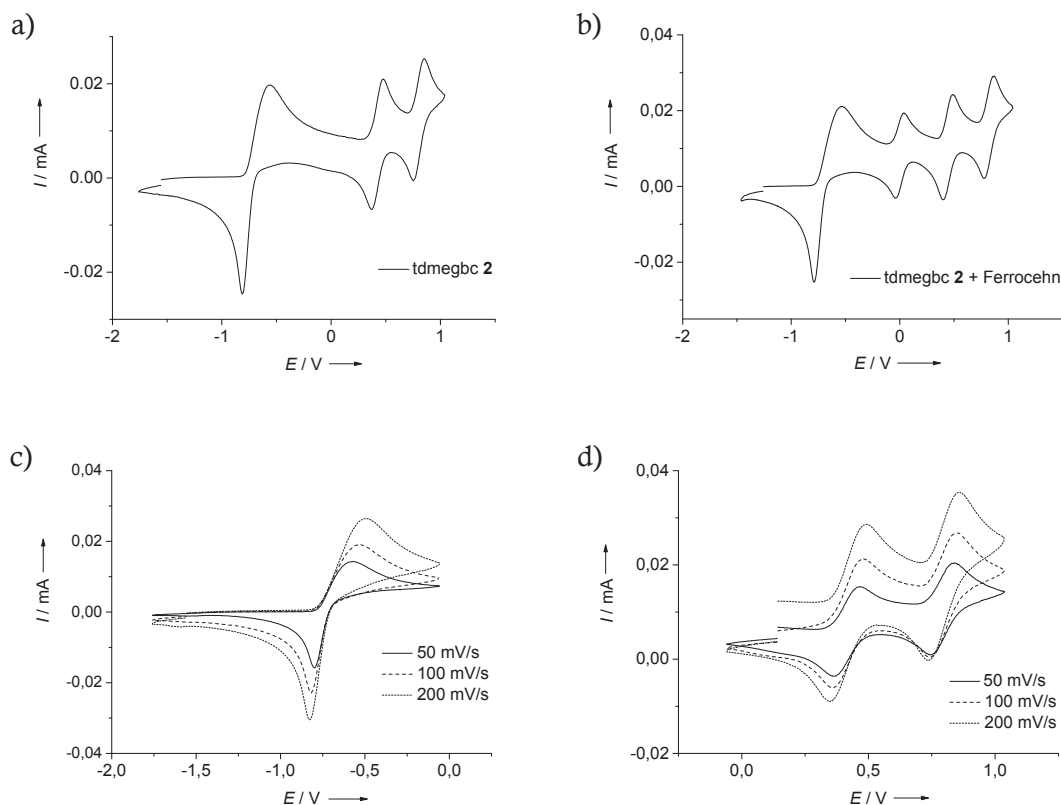 a)
0.02
0.00
-0.02
I / mA
tdmegbc 2
-2
-1
0
1
E / V
b)
0,04
0,02
0,00
-0,02
I / mA
tdmegbc 2 + Ferrocehn
-2
-1
0
1
E / V
c)
0,04
0,02
0,00
-0,02
-0,04
I / mA
50 mV/s
100 mV/s
200 mV/s
-2,0
-1,5
-1,0
-0,5
0,0
E / V
d)
0,04
0,02
0,00
-0,02
I / mA
50 mV/s
100 mV/s
200 mV/s
0,0
0,5
1,0
E / V